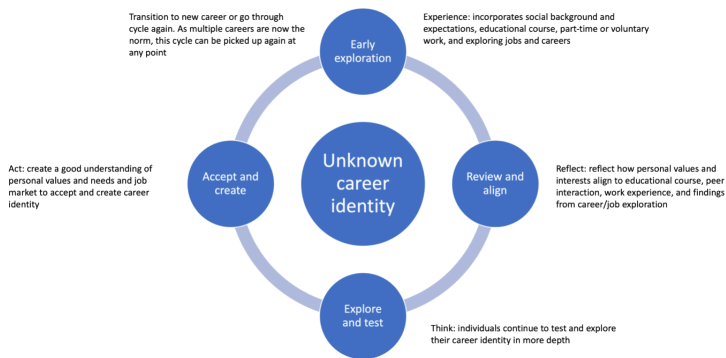 Transition to new career or go through
cycle again. As multiple careers are now the
norm, this cycle can be picked up again at
any point
Early
exploration
Experience: incorporates social background and
expectations, educational course, part-time or voluntary
work, and exploring jobs and careers
Act: create a good understanding of
personal values and needs and job
market to accept and create career
identity
Accept and
create
Unknown
career
identity
Review and
align
Reflect: reflect how personal values and
interests align to educational course, peer
interaction, work experience, and findings
from career/job exploration
Explore
and test
Think: individuals continue to test and explore
their career identity in more depth